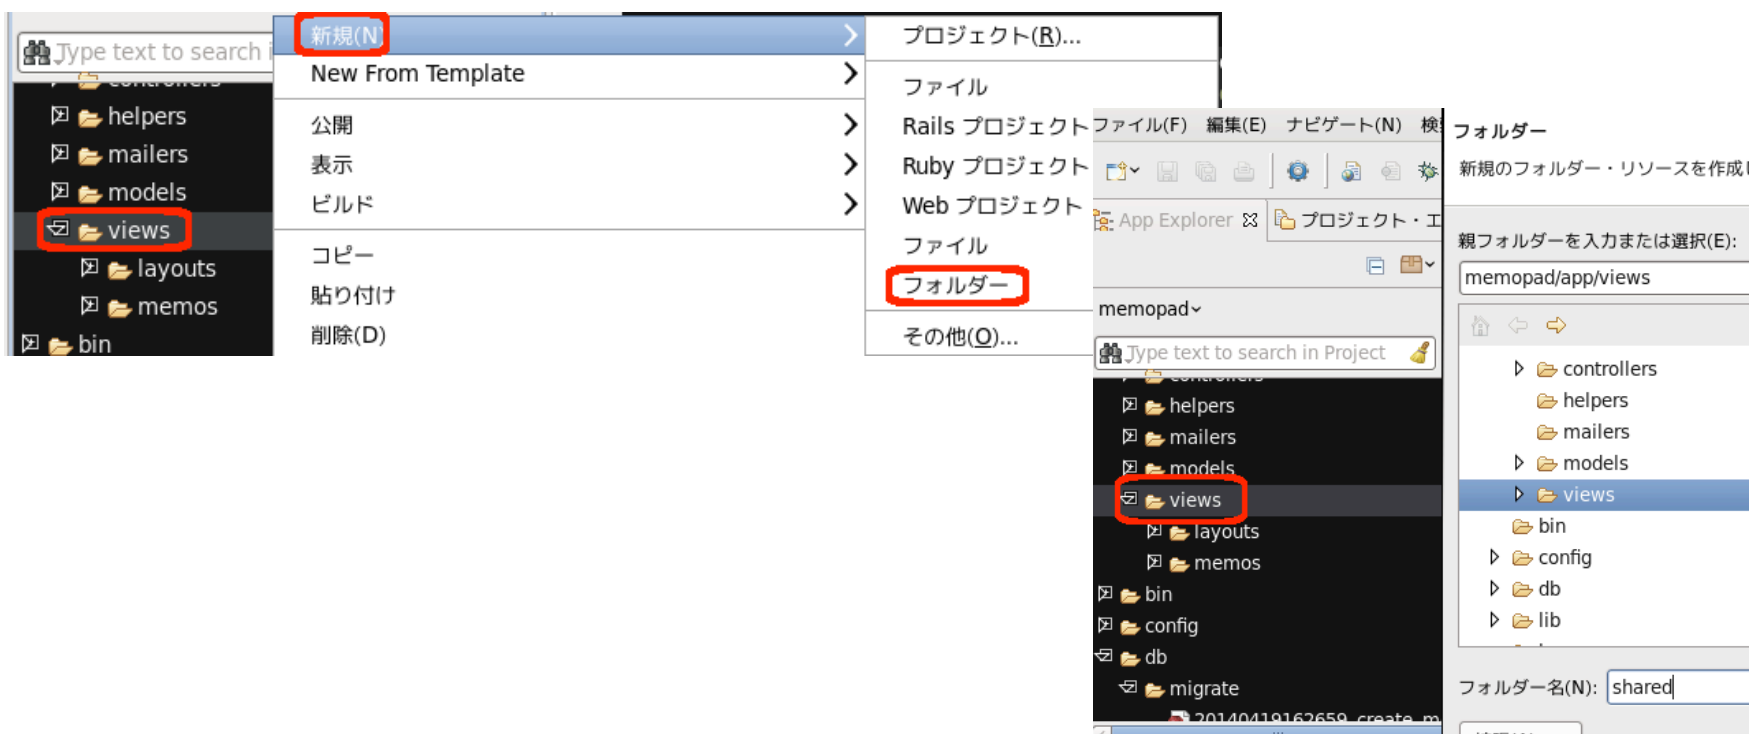 Type text to search i
controllers
helpers
mailers
models
views
layouts
memos
bin
新規(N)
New From Template
公開
表示
ビルド
コピー
貼り付け
削除(D)
プロジェクト(R)...
ファイル
Rails プロジェクト
Ruby プロジェクト
Web プロジェクト
ファイル
フォルダー
その他(O)...
ファイル(F) 編集(E) ナビゲート(N) 検
App Explorer プロジェクト・エ
memopad
Type text to search in Project
controllers
helpers
mailers
models
views
layouts
memos
bin
config
db
migrate
20140419162659_create_m
フォルダー
新規のフォルダー・リソースを作成し
親フォルダーを入力または選択(E):
memopad/app/views
controllers
helpers
mailers
models
views
bin
config
db
lib
フォルダー名(N): shared